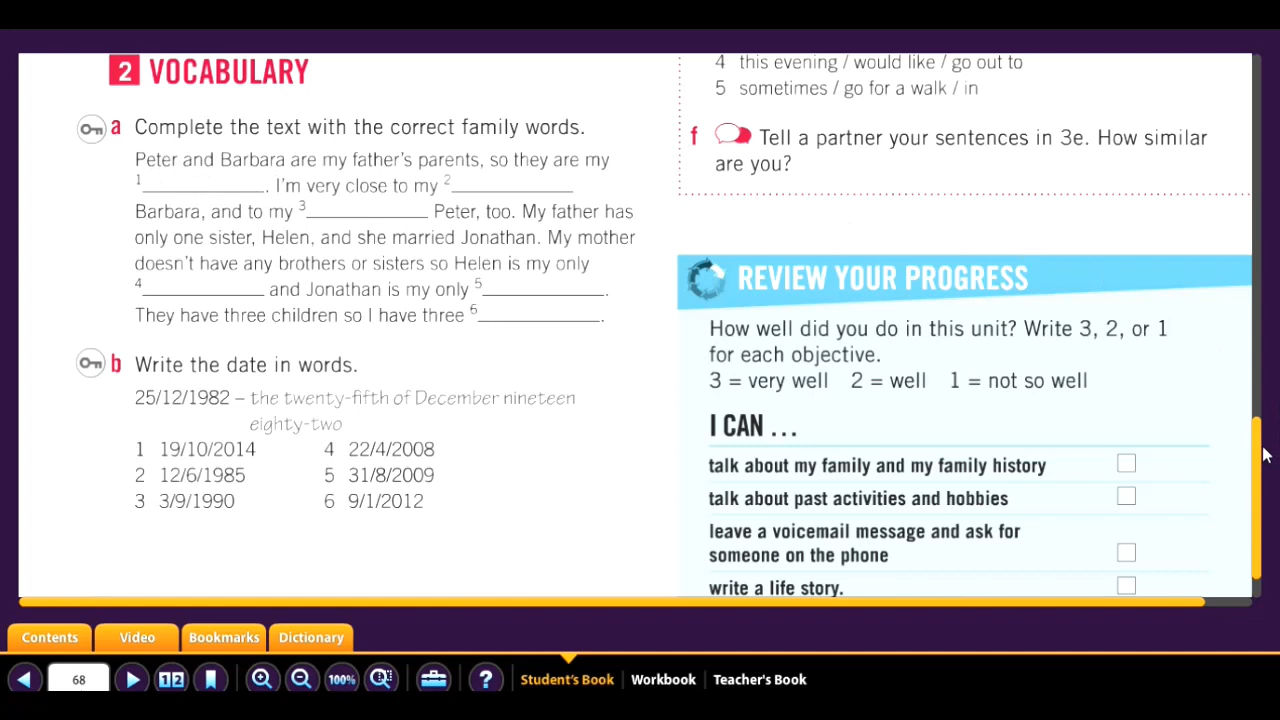 2 VOCABULARY
a Complete the text with the correct family words.
Peter and Barbara are my father's parents, so they are my
1____________. I'm very close to my 2____________
Barbara, and to my 3____________ Peter, too. My father has
only one sister, Helen, and she married Jonathan. My mother
doesn't have any brothers or sisters so Helen is my only
4____________ and Jonathan is my only 5____________.
They have three children so I have three 6____________.
b Write the date in words.
25/12/1982 – the twenty-fifth of December nineteen
eighty-two
1 19/10/2014 4 22/4/2008
2 12/6/1985 5 31/8/2009
3 3/9/1990 6 9/1/2012
4 this evening / would like / go out to
5 sometimes / go for a walk / in
f Tell a partner your sentences in 3e. How similar
are you?
REVIEW YOUR PROGRESS
How well did you do in this unit? Write 3, 2, or 1
for each objective.
3 = very well 2 = well 1 = not so well
I CAN ...
talk about my family and my family history
talk about past activities and hobbies
leave a voicemail message and ask for
someone on the phone
write a life story.
Contents Video Bookmarks Dictionary
68 1 2 100% ? Student's Book Workbook Teacher's Book